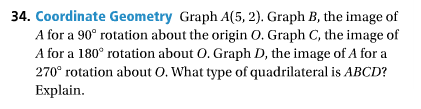 34. Coordinate Geometry Graph A(5, 2). Graph B, the image of
A for a 90° rotation about the origin O. Graph C, the image of
A for a 180° rotation about O. Graph D, the image of A for a
270° rotation about O. What type of quadrilateral is ABCD?
Explain.